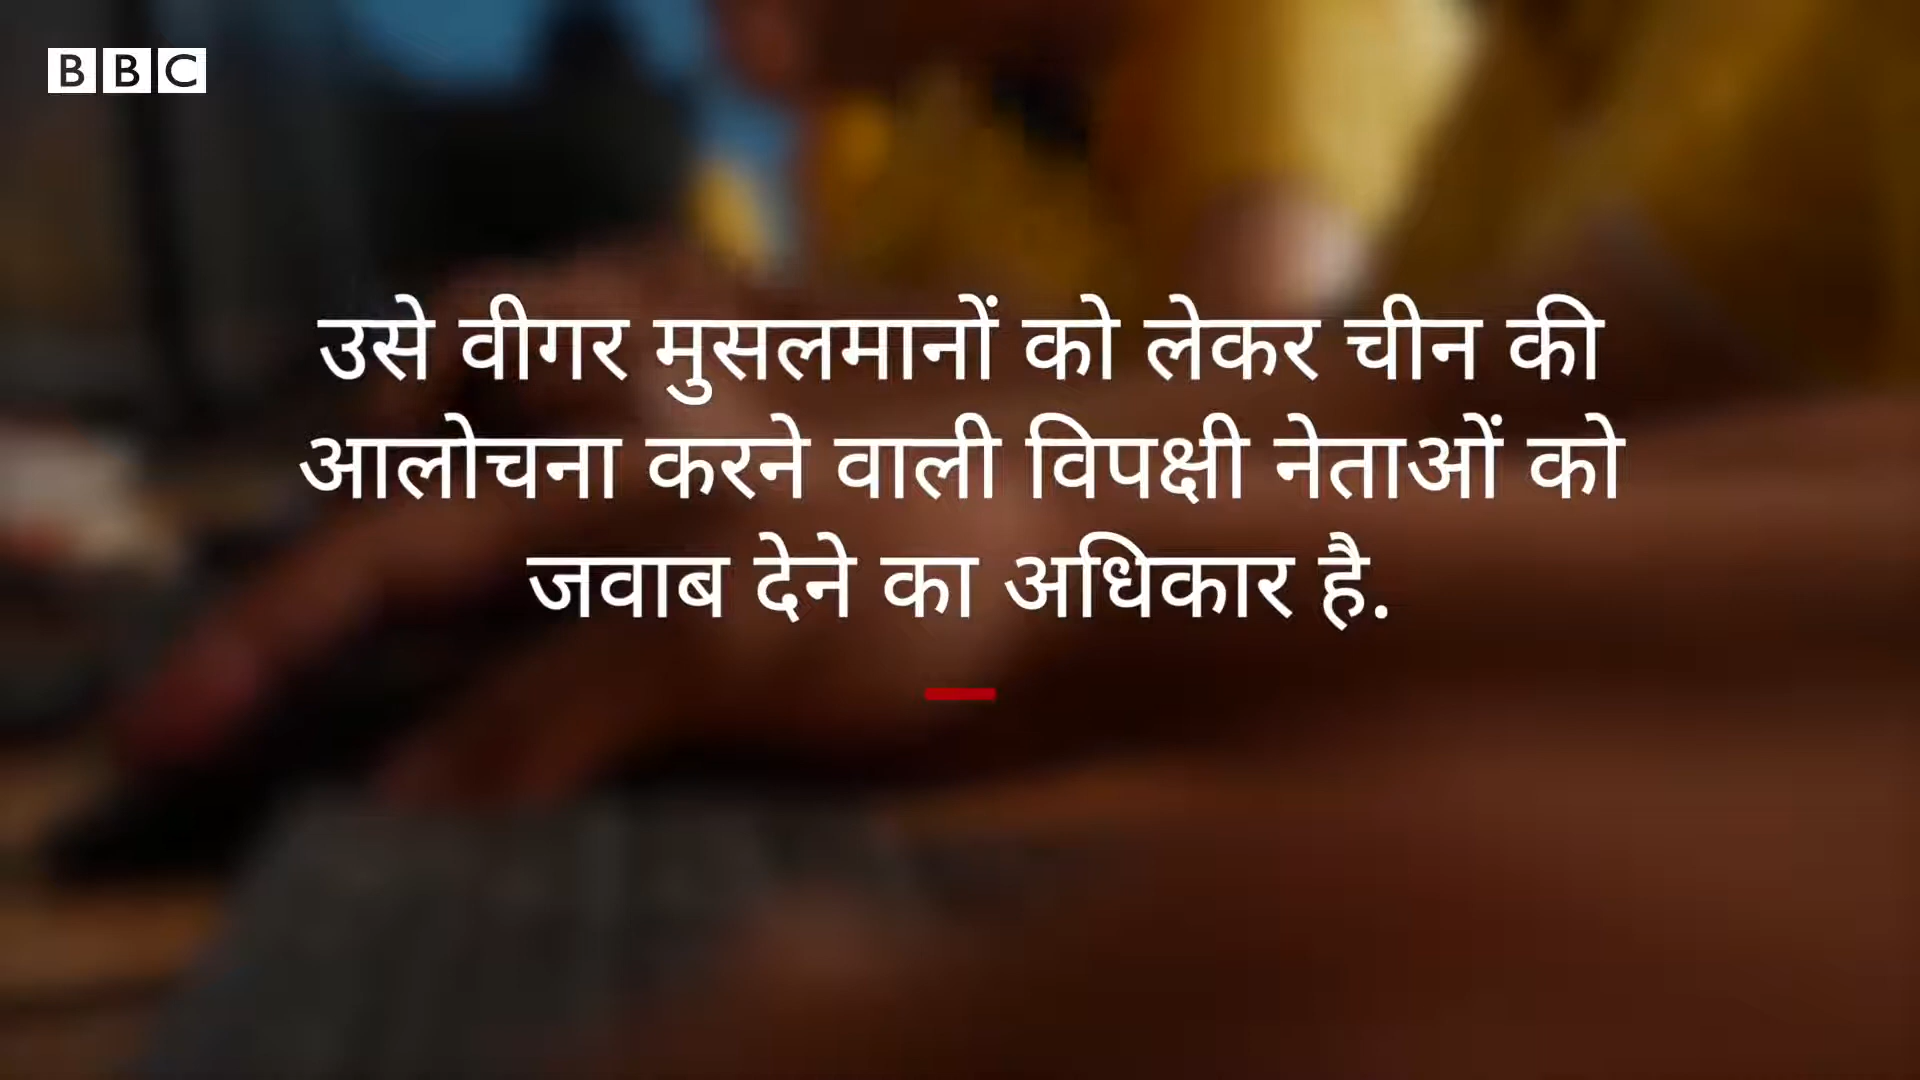 BBC
उसे वीगर मुसलमानों को लेकर चीन की
आलोचना करने वाली विपक्षी नेताओं को
जवाब देने का अधिकार है.